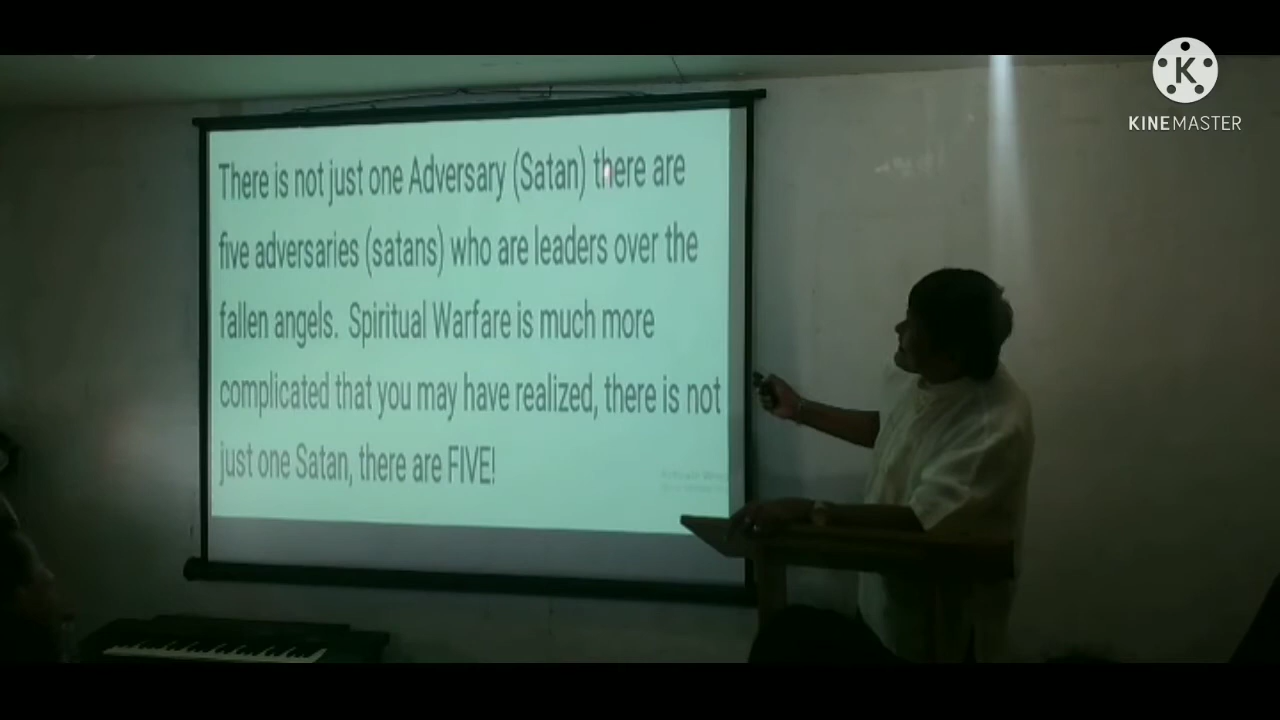 There is not just one Adversary (Satan) there are
five adversaries (satans) who are leaders over the
fallen angels. Spiritual Warfare is much more
complicated that you may have realized, there is not
just one Satan, there are FIVE!
K
KINEMASTER